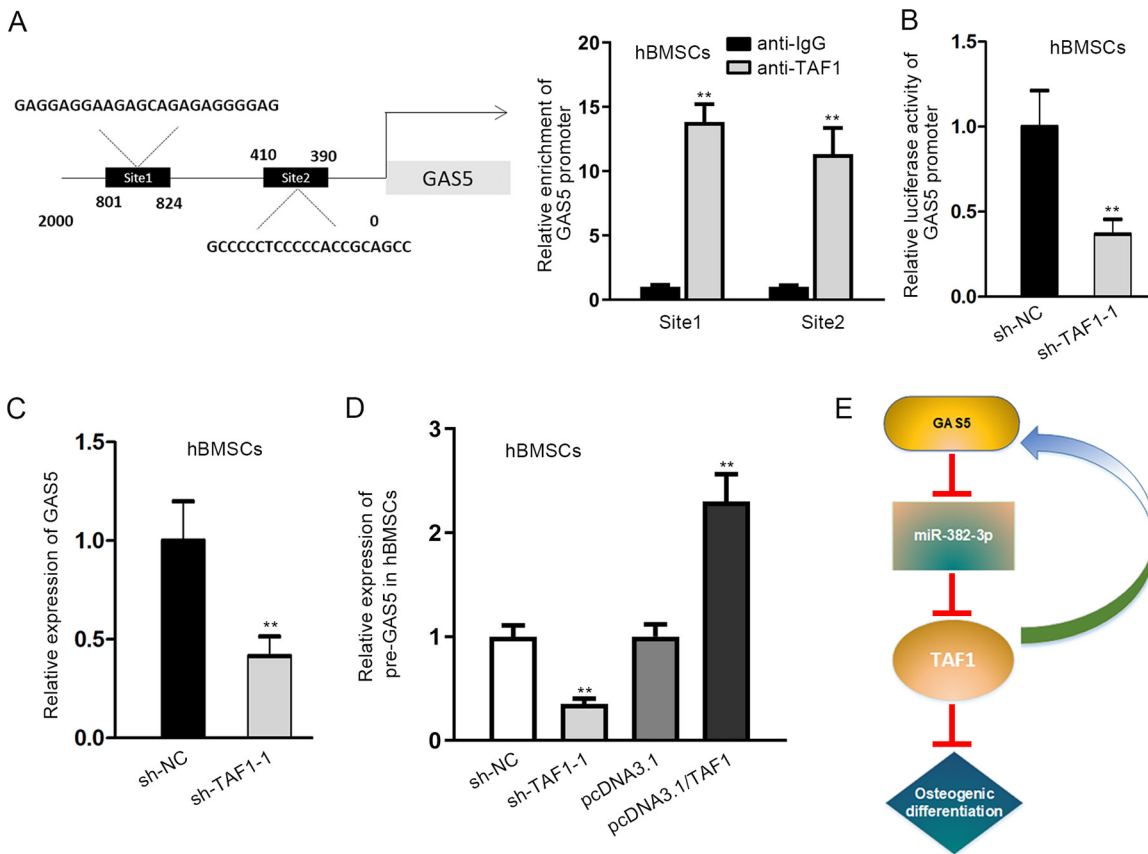 A
GAGGAGGAAGAGCAGAGAGGGGAG
Site1
801
824
410
390
Site2
2000
0
GCCCCCTCCCCCACCGCAGCC
GAS5
Relative enrichment of
GAS5 promoter
hBMSCs
anti-IgG
anti-TAF1
20
15
10
5
0
**
**
Site1
Site2
B
Relative luciferase activity of
GAS5 promoter
hBMSCs
1.5
1.0
0.5
0.0
**
sh-NC
sh-TAF1-1
C
Relative expression of GAS5
hBMSCs
1.5
1.0
0.5
0.0
**
sh-NC
sh-TAF1-1
D
Relative expression of
pre-GAS5 in hBMSCs
hBMSCs
3
2
1
0
**
**
sh-NC
sh-TAF1-1
pcDNA3.1
pcDNA3.1/TAF1
E
GAS5
miR-382-3p
TAF1
Osteogenic
differentiation